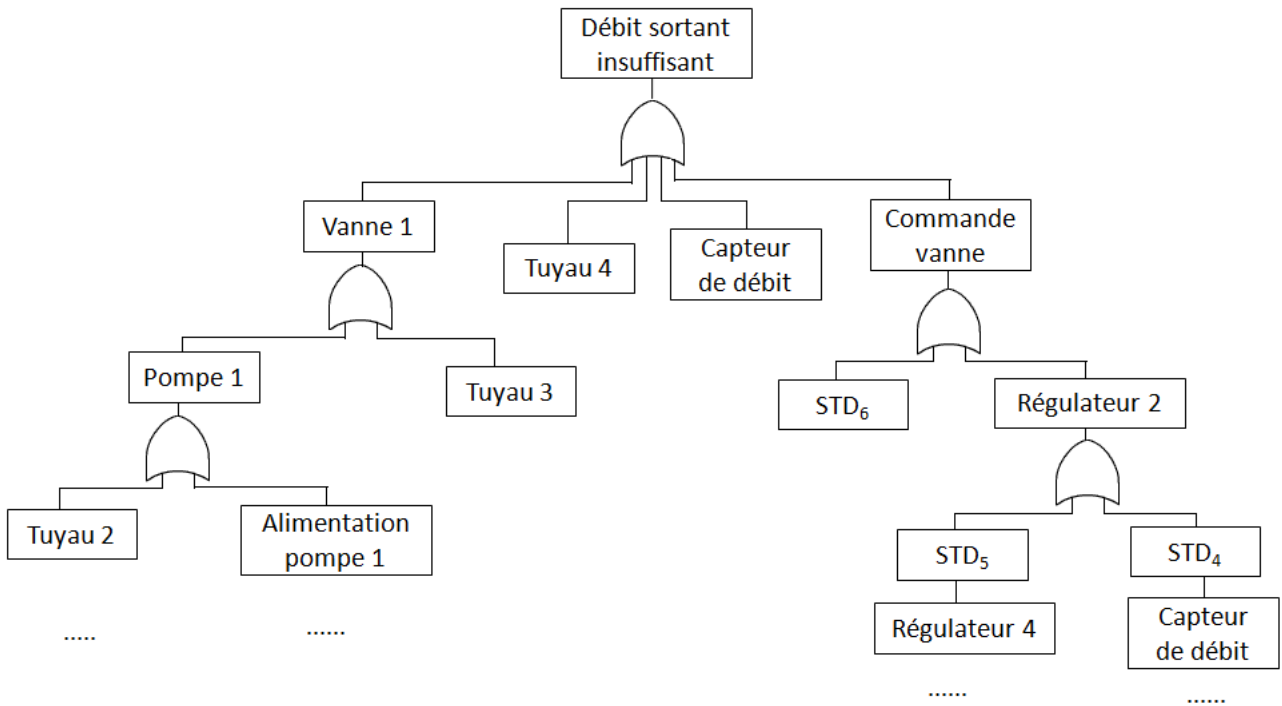 Débit sortant
insuffisant
Vanne 1
Tuyau 4
Capteur
de débit
Commande
vanne
Pompe 1
Tuyau 3
STD₆
Régulateur 2
Tuyau 2
Alimentation
pompe 1
STD₅
STD₄
Régulateur 4
Capteur
de débit
.....
......
......
......